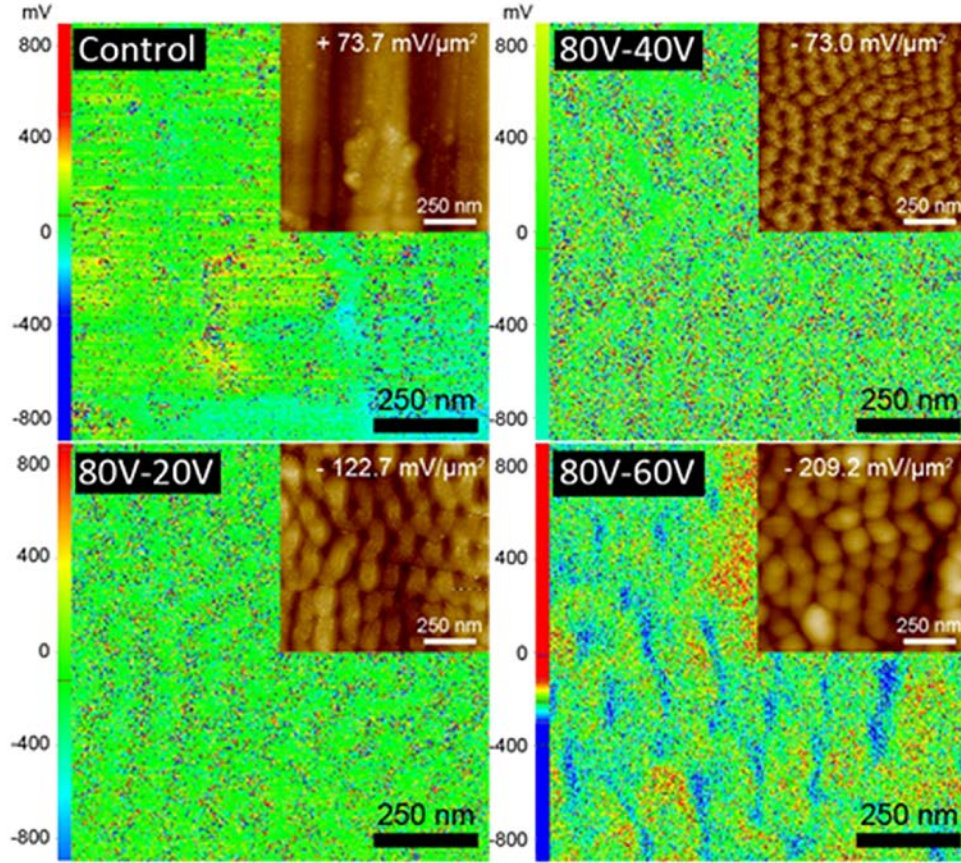 mV
800
400
0
-400
-800
Control
+ 73.7 mV/µm²
250 nm
250 nm
mV
800
400
0
-400
-800
80V-40V
- 73.0 mV/µm²
250 nm
250 nm
800
400
0
-400
-800
80V-20V
- 122.7 mV/µm²
250 nm
250 nm
800
400
0
-400
-800
80V-60V
- 209.2 mV/µm²
250 nm
250 nm